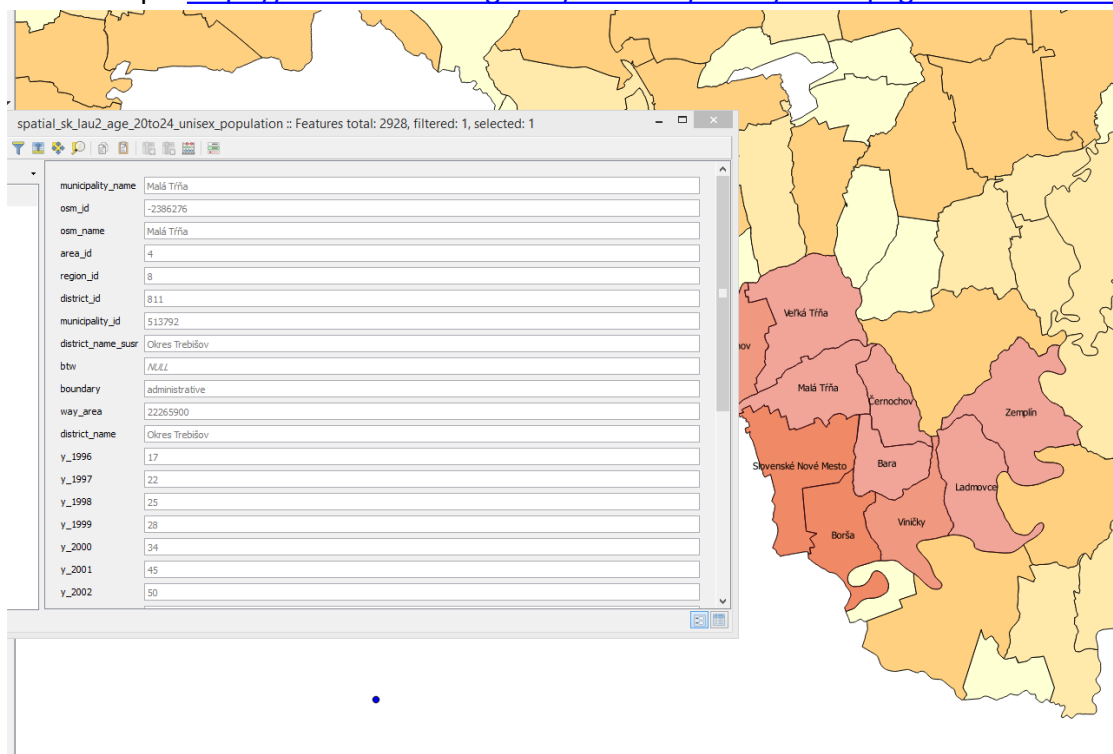 spatial_sk_lau2_age_20to24_unisex_population :: Features total: 2928, filtered: 1, selected: 1
municipality_name Malá Tŕňa
osm_id -2386276
osm_name Malá Tŕňa
area_id 4
region_id 8
district_id 811
municipality_id 513792
district_name_susr Okres Trebišov
btw NULL
boundary administrative
way_area 22265900
district_name Okres Trebišov
y_1996 17
y_1997 22
y_1998 25
y_1999 28
y_2000 34
y_2001 45
y_2002 50
Veľká Tŕňa
ov
Malá Tŕňa
Černochov
Zemplín
Slovenské Nové Mesto
Bara
Ladmovce
Viničky
Borša